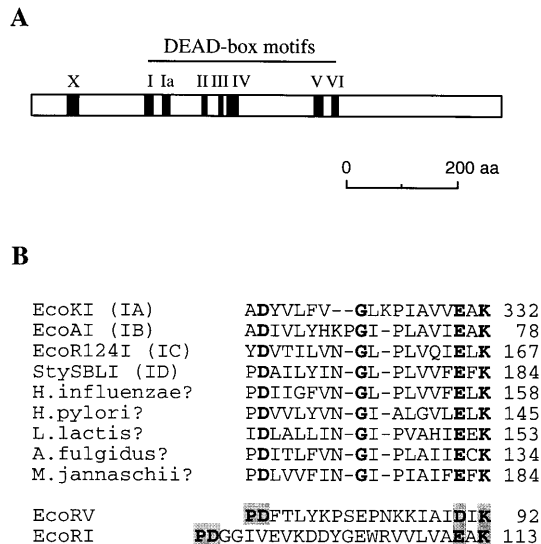 A
DEAD-box motifs
X I Ia II III IV V VI
0 200 aa
B
EcoKI (IA) ADYVLFV--GLKPIAVVEAK 332
EcoAI (IB) ADIVLYHKPGI-PLAVIEAK 78
EcoR124I (IC) YDVTILVN-GL-PLVQIELK 167
StySBLI (ID) PDAILYIN-GL-PLVVFEFK 184
H.influenzae? PDIIGFVN-GL-PLVVFELK 158
H.pylori? PDVVLYVN-GI-ALGVLELK 145
L.lactis? IDLALLIN-GI-PVAHIEEK 153
A.fulgidus? PDITLFVN-GI-PLAIIECK 134
M.jannaschii? PDLVVFIN-GI-PIAIFEFK 184
EcoRV PDFTLYKPSEPNKKIAIDIK 92
EcoRI PDGGIVEVKDDYGEWRVVLVAEAK 113